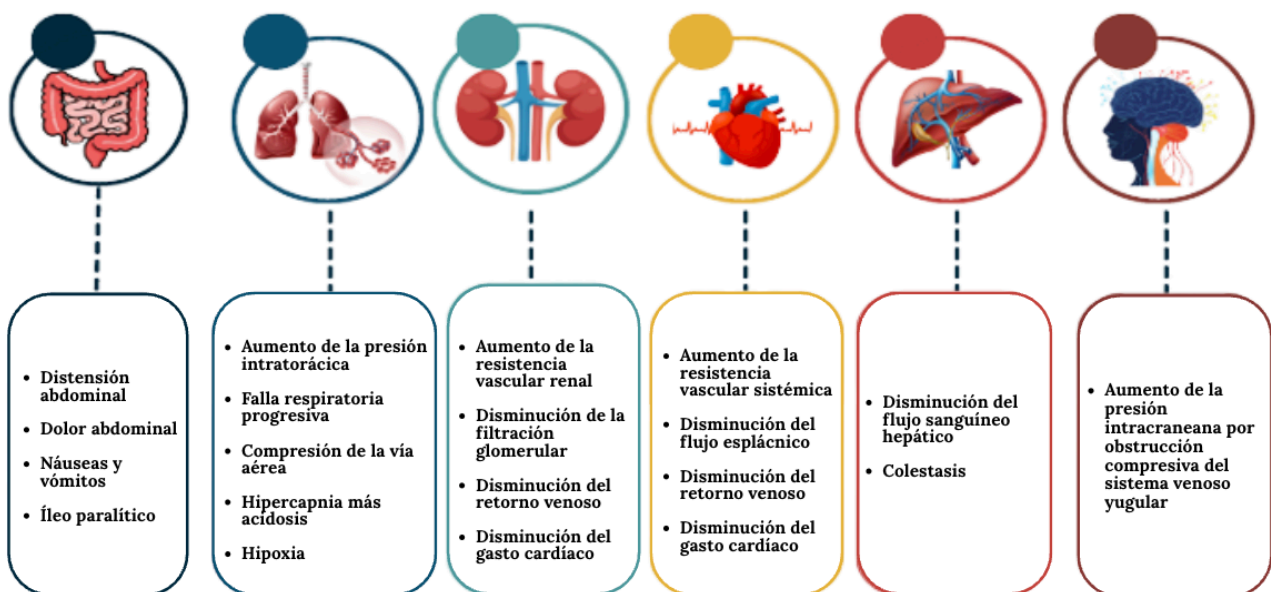 Distensión
abdominal
Dolor abdominal
Náuseas y
vómitos
Íleo paralítico
Aumento de la presión
intratorácica
Falla respiratoria
progresiva
Compresión de la vía
aérea
Hipercapnia más
acidosis
Hipoxia
Aumento de la
resistencia
vascular renal
Disminución de la
filtración
glomerular
Disminución del
retorno venoso
Disminución del
gasto cardíaco
Aumento de la
resistencia
vascular sistémica
Disminución del
flujo esplácnico
Disminución del
retorno venoso
Disminución del
gasto cardíaco
Disminución del
flujo sanguíneo
hepático
Colestasis
Aumento de la
presión
intracraneana por
obstrucción
compresiva del
sistema venoso
yugular